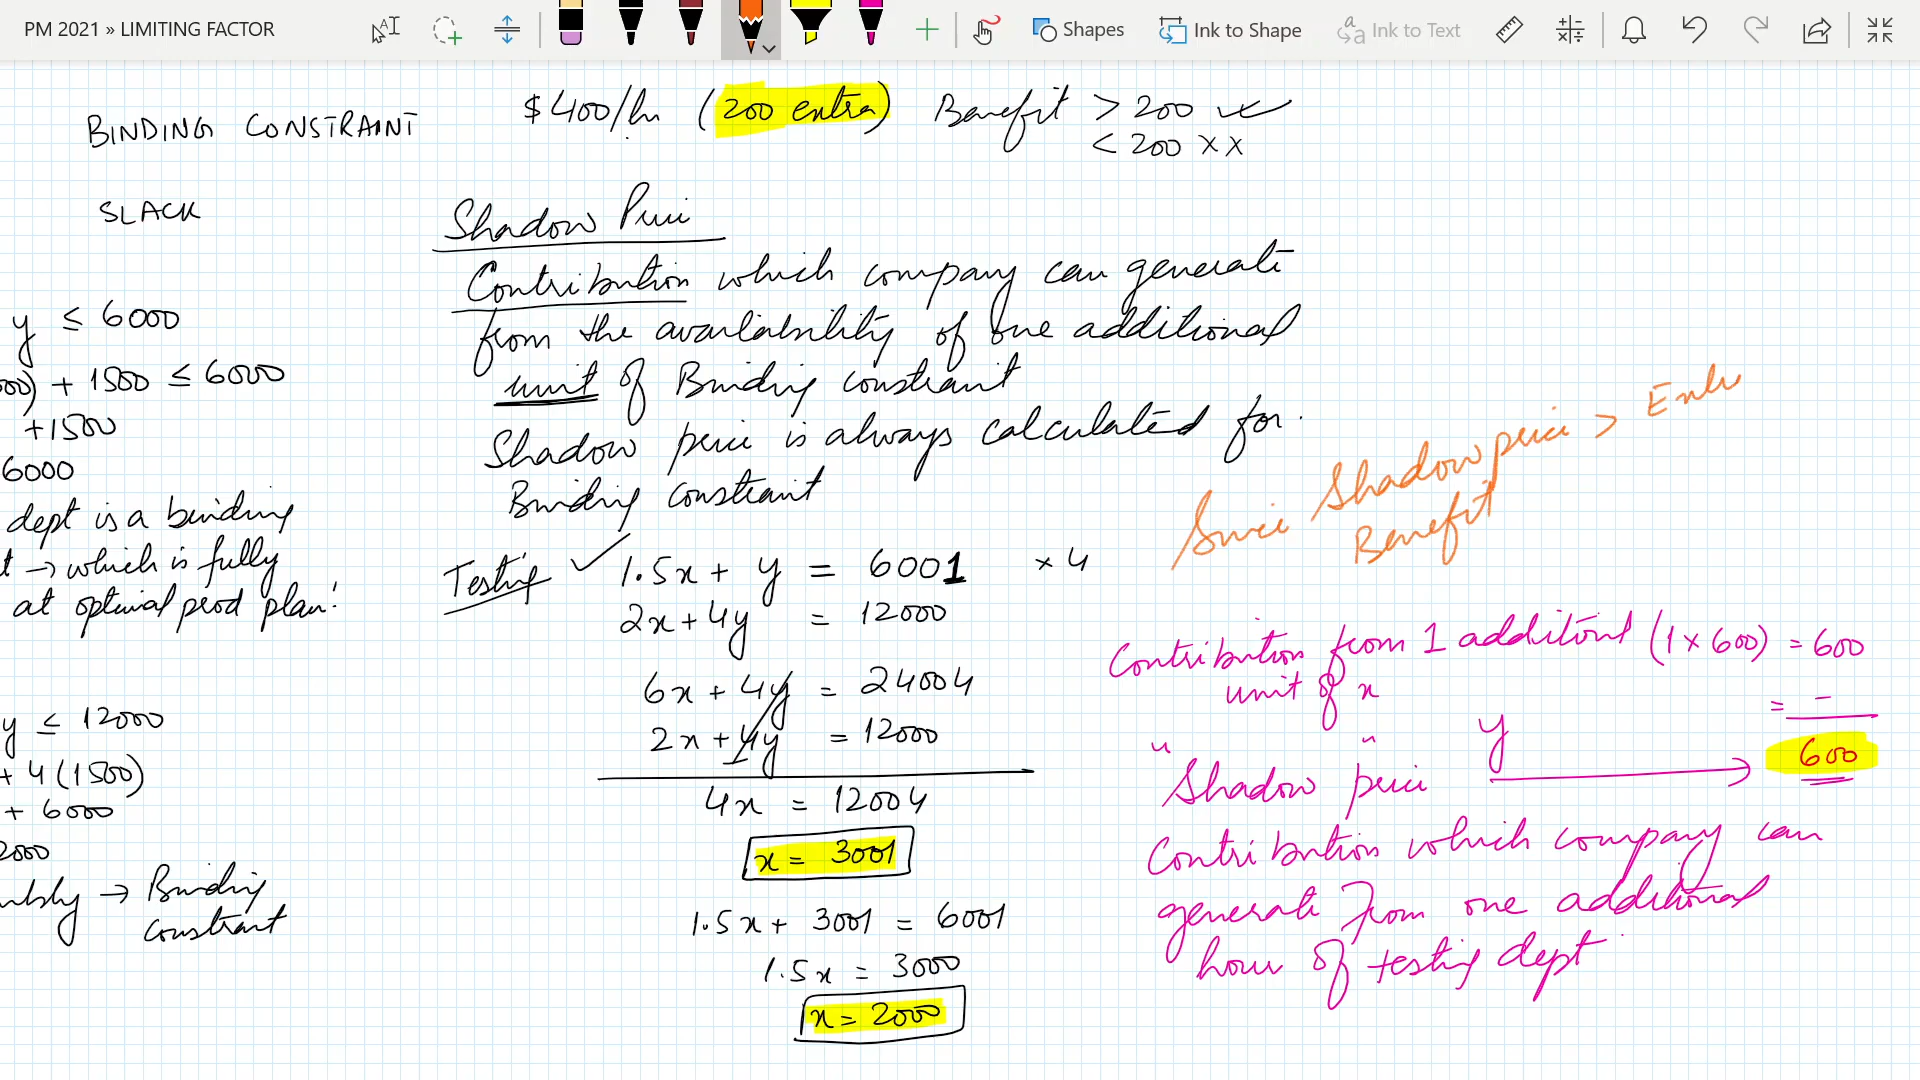 PM 2021 » LIMITING FACTOR
Shapes
Ink to Shape
Ink to Text
BINDING CONSTRAINT
$400/hr (200 extra) Benefit > 200
< 200 x x
SLACK
y ≤ 6000
00) + 1500 ≤ 6000
+1500
6000
dept is a binding
t → which is fully
at optimal prod plan!
y ≤ 12000
+ 4(1500)
+ 6000
2000
mbly → Binding
constraint
Shadow Price
Contribution which company can generate
from the availability of one additional
unit of Binding constraint
Shadow price is always calculated for
Binding constraint
Testing ✓ 1.5x + y = 6001 x 4
2x + 4y = 12000
6x + 4y = 24004
2x + 4y = 12000
4x = 12004
x = 3001
1.5x + 3001 = 6001
1.5x = 3000
x = 2000
Since Shadow price > Extr
Benefit
Contribution from 1 additional (1 x 600) = 600
unit of x
" " y = -
Shadow price → 600
Contribution which company can
generate from one additional
hour of testing dept